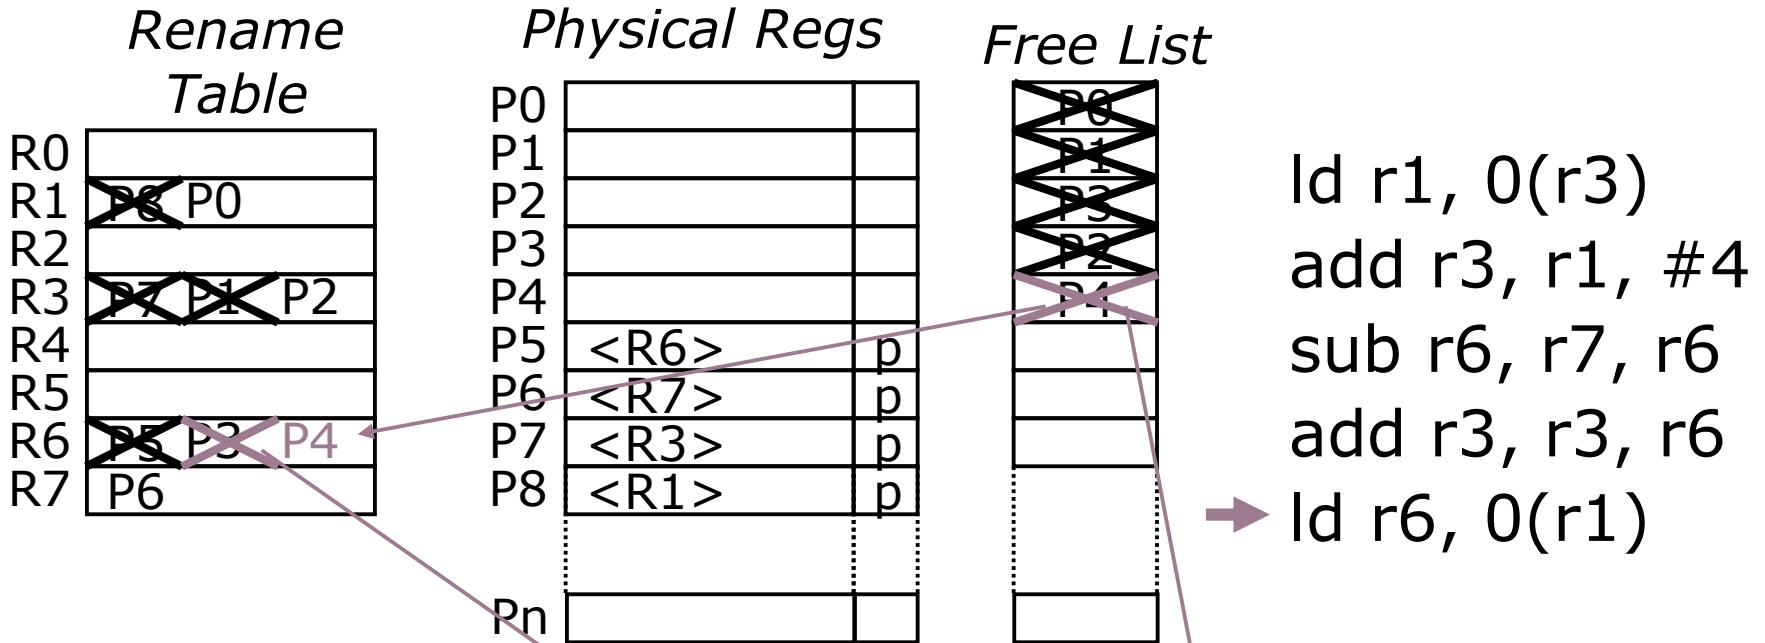 Rename
Table
Physical Regs
Free List
R0
R1 P8 P0
R2
R3 P7 P1 P2
R4
R5
R6 P5 P3 P4
R7 P6
P0
P1
P2
P3
P4
P5 <R6> p
P6 <R7> p
P7 <R3> p
P8 <R1> p
Pn
P0
P1
P3
P2
P4
ld r1, 0(r3)
add r3, r1, #4
sub r6, r7, r6
add r3, r3, r6
ld r6, 0(r1)